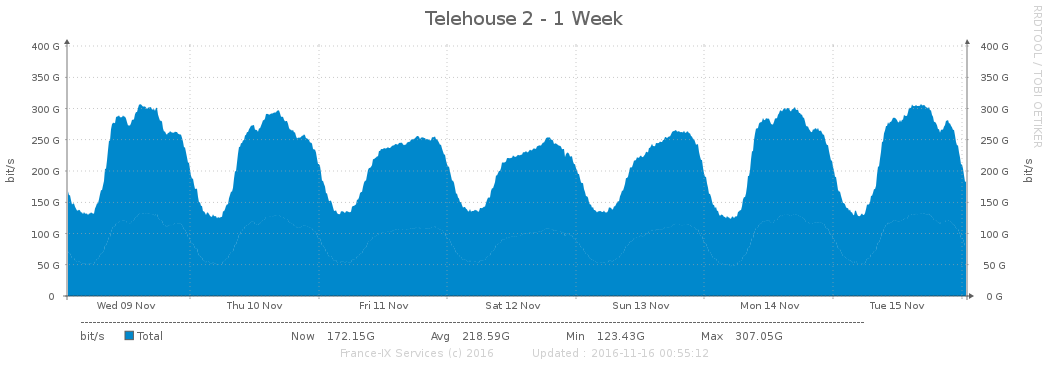 Telehouse 2 - 1 Week
RRDTOOL / TOBI OETIKER
400 G 400 G
350 G 350 G
300 G 300 G
250 G 250 G
200 G 200 G
150 G 150 G
100 G 100 G
50 G 50 G
0 0 G
bit/s
bit/s
Wed 09 Nov Thu 10 Nov Fri 11 Nov Sat 12 Nov Sun 13 Nov Mon 14 Nov Tue 15 Nov
bit/s Total Now 172.15G Avg 218.59G Min 123.43G Max 307.05G
France-IX Services (c) 2016 Updated : 2016-11-16 00:55:12